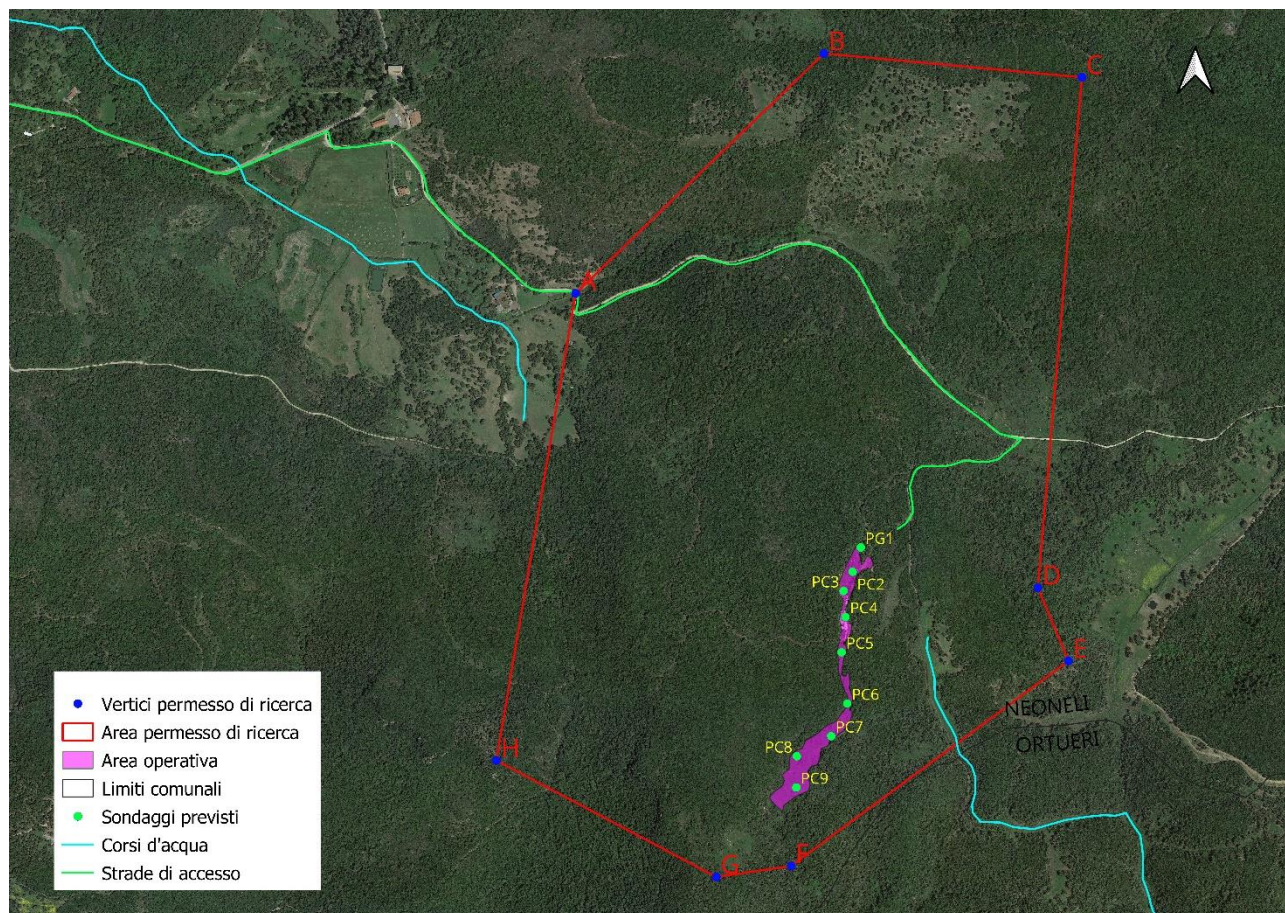 B
C
A
PG1
PC3
PC2
PC4
PC5
D
E
PC6
NEONELI
PC7
ORTUERI
PC8
H
PC9
F
G
Vertici permesso di ricerca
Area permesso di ricerca
Area operativa
Limiti comunali
Sondaggi previsti
Corsi d'acqua
Strade di accesso